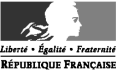 Liberté • Égalité • Fraternité
RÉPUBLIQUE FRANÇAISE